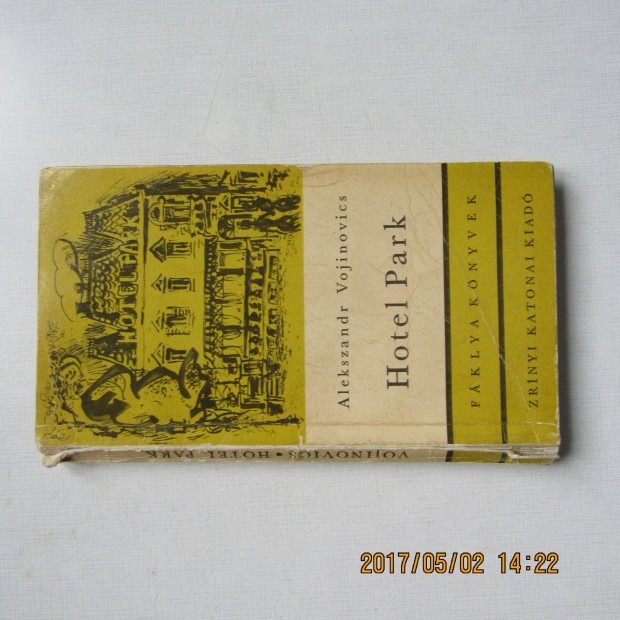 Alekszandr Vojinovics
Hotel Park
FÁKLYA KÖNYVEK
ZRÍNYI KATONAI KIADÓ
VOJINOVICS • HOTEL PARK
2017/05/02 14:22